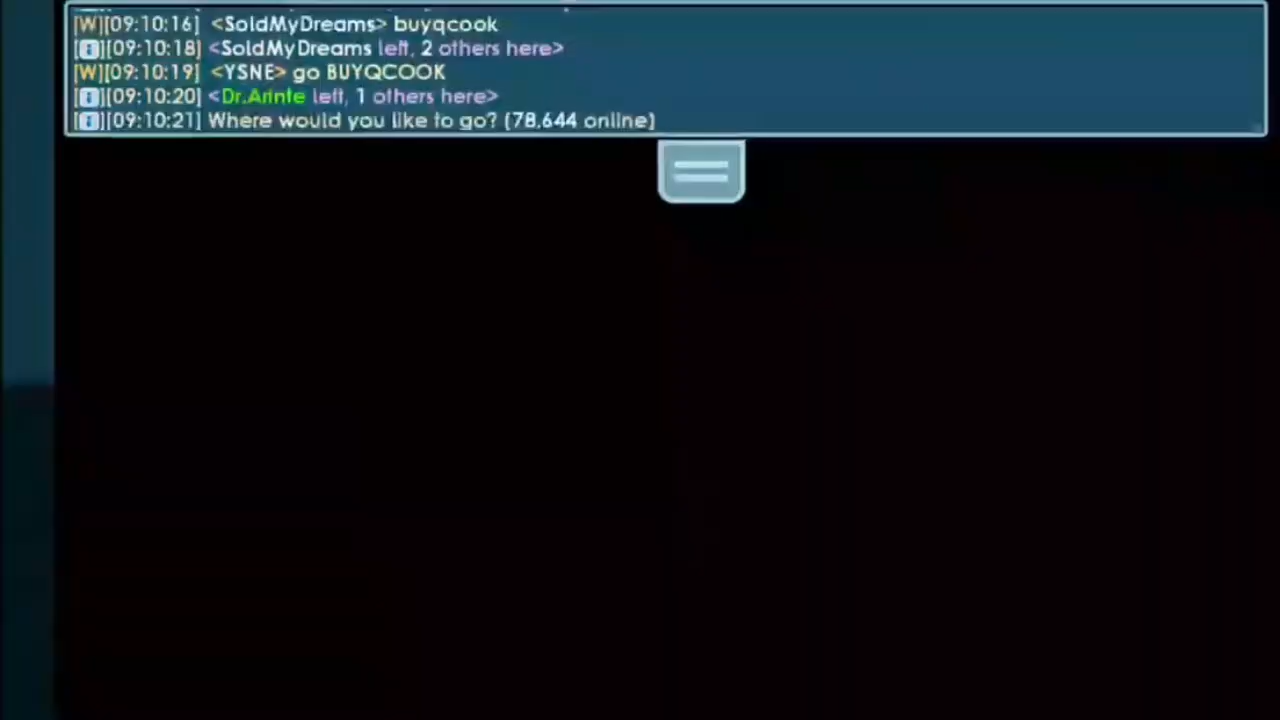 [W][09:10:16] <SoldMyDreams> buyqcook
[i][09:10:18] <SoldMyDreams left, 2 others here>
[W][09:10:19] <YSNE> go BUYQCOOK
[i][09:10:20] <Dr.Arinte left, 1 others here>
[i][09:10:21] Where would you like to go? (78,644 online)